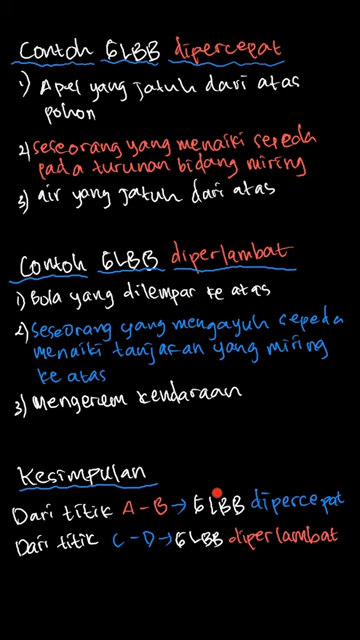 Contoh GLBB dipercepat
1) Apel yang jatuh dari atas
pohon
2) seseorang yang menaiki sepeda
pada turunan bidang miring
3) air yang jatuh dari atas
Contoh GLBB diperlambat
1) Bola yang dilempar ke atas
2) seseorang yang mengayuh sepeda
menaiki tanjakan yang miring
ke atas
3) Mengerem kendaraan
Kesimpulan
Dari titik A - B → GLBB dipercepat
Dari titik C - D → GLBB diperlambat